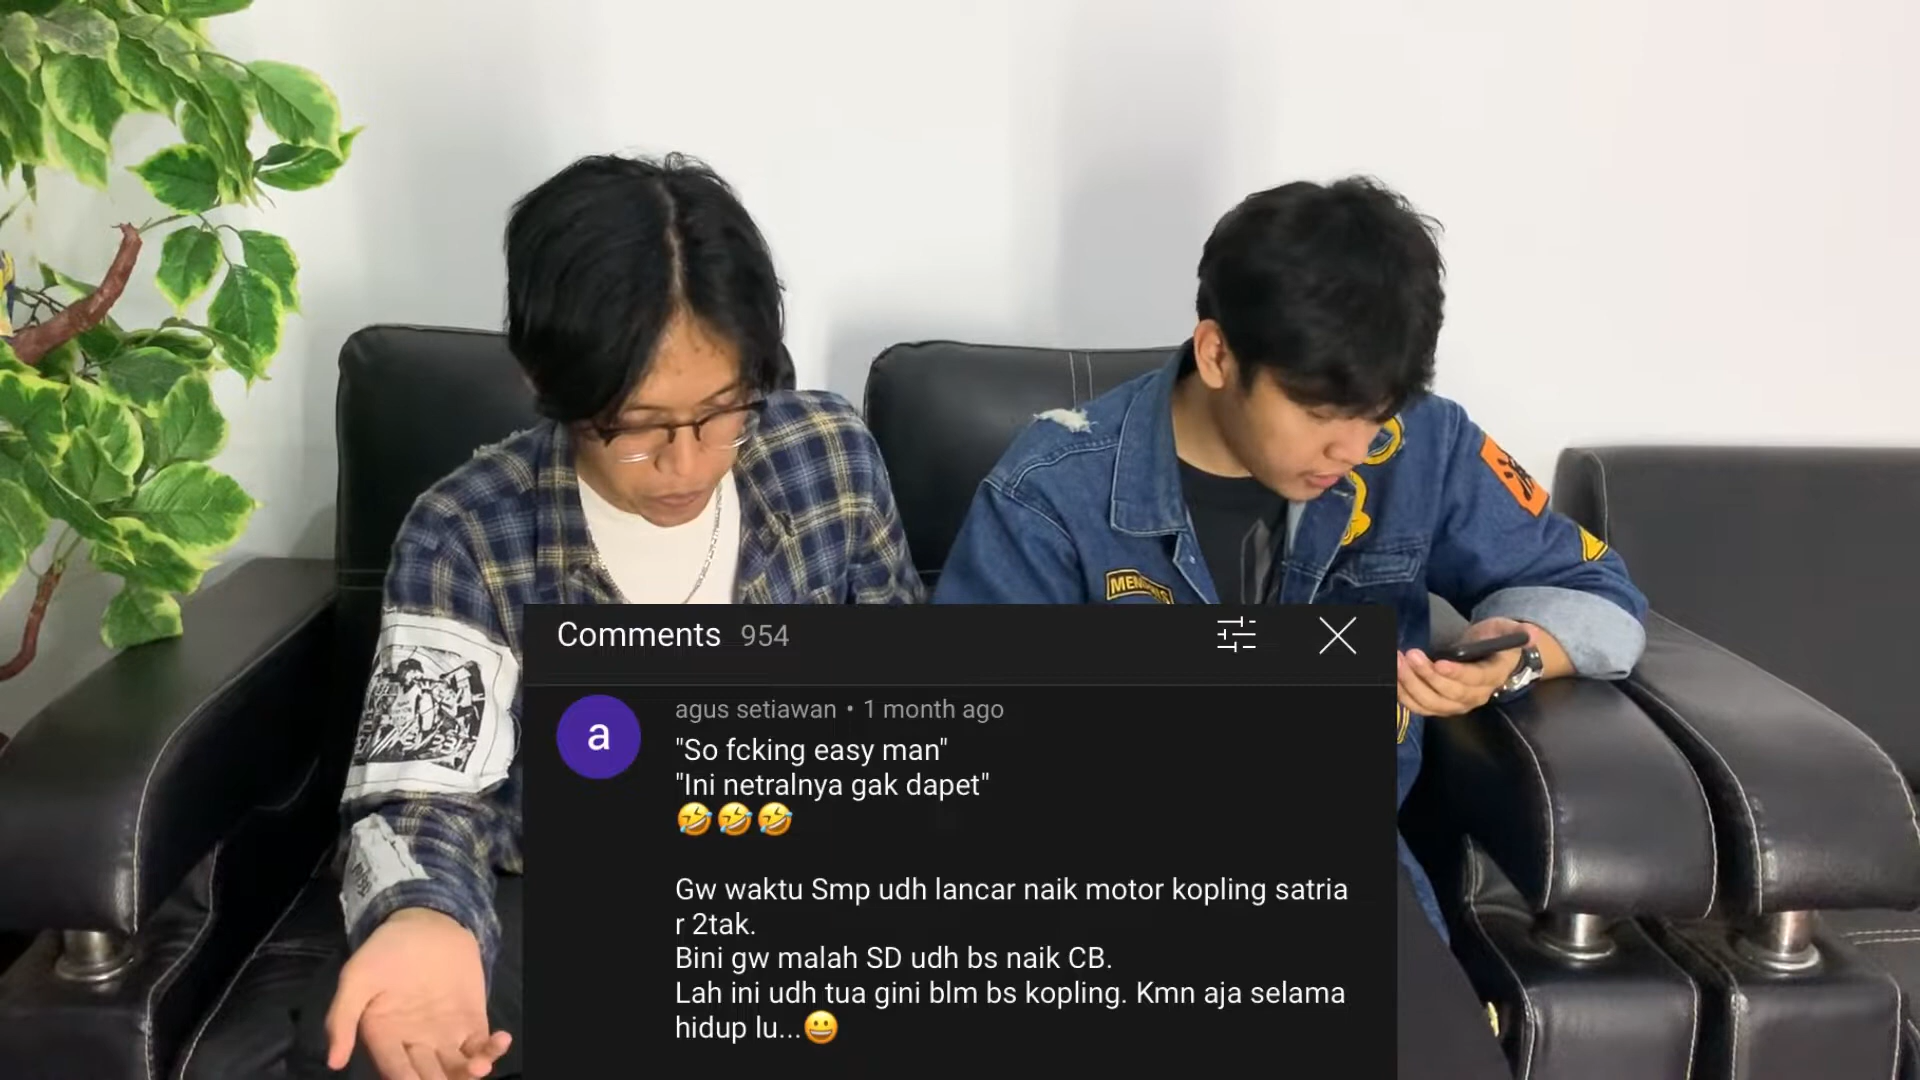 MEN
Comments 954
agus setiawan • 1 month ago
"So fcking easy man"
"Ini netralnya gak dapet"
🤣🤣🤣
Gw waktu Smp udh lancar naik motor kopling satria
r 2tak.
Bini gw malah SD udh bs naik CB.
Lah ini udh tua gini blm bs kopling. Kmn aja selama
hidup lu...😀